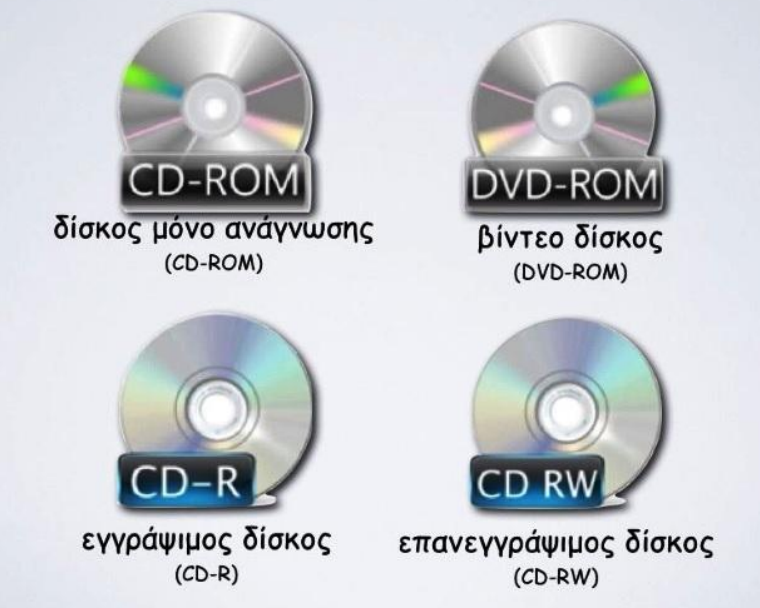 CD-ROM
DVD-ROM
δίσκος μόνο ανάγνωσης
(CD-ROM)
βίντεο δίσκος
(DVD-ROM)
CD-R
CD RW
εγγράψιμος δίσκος
(CD-R)
επανεγγράψιμος δίσκος
(CD-RW)